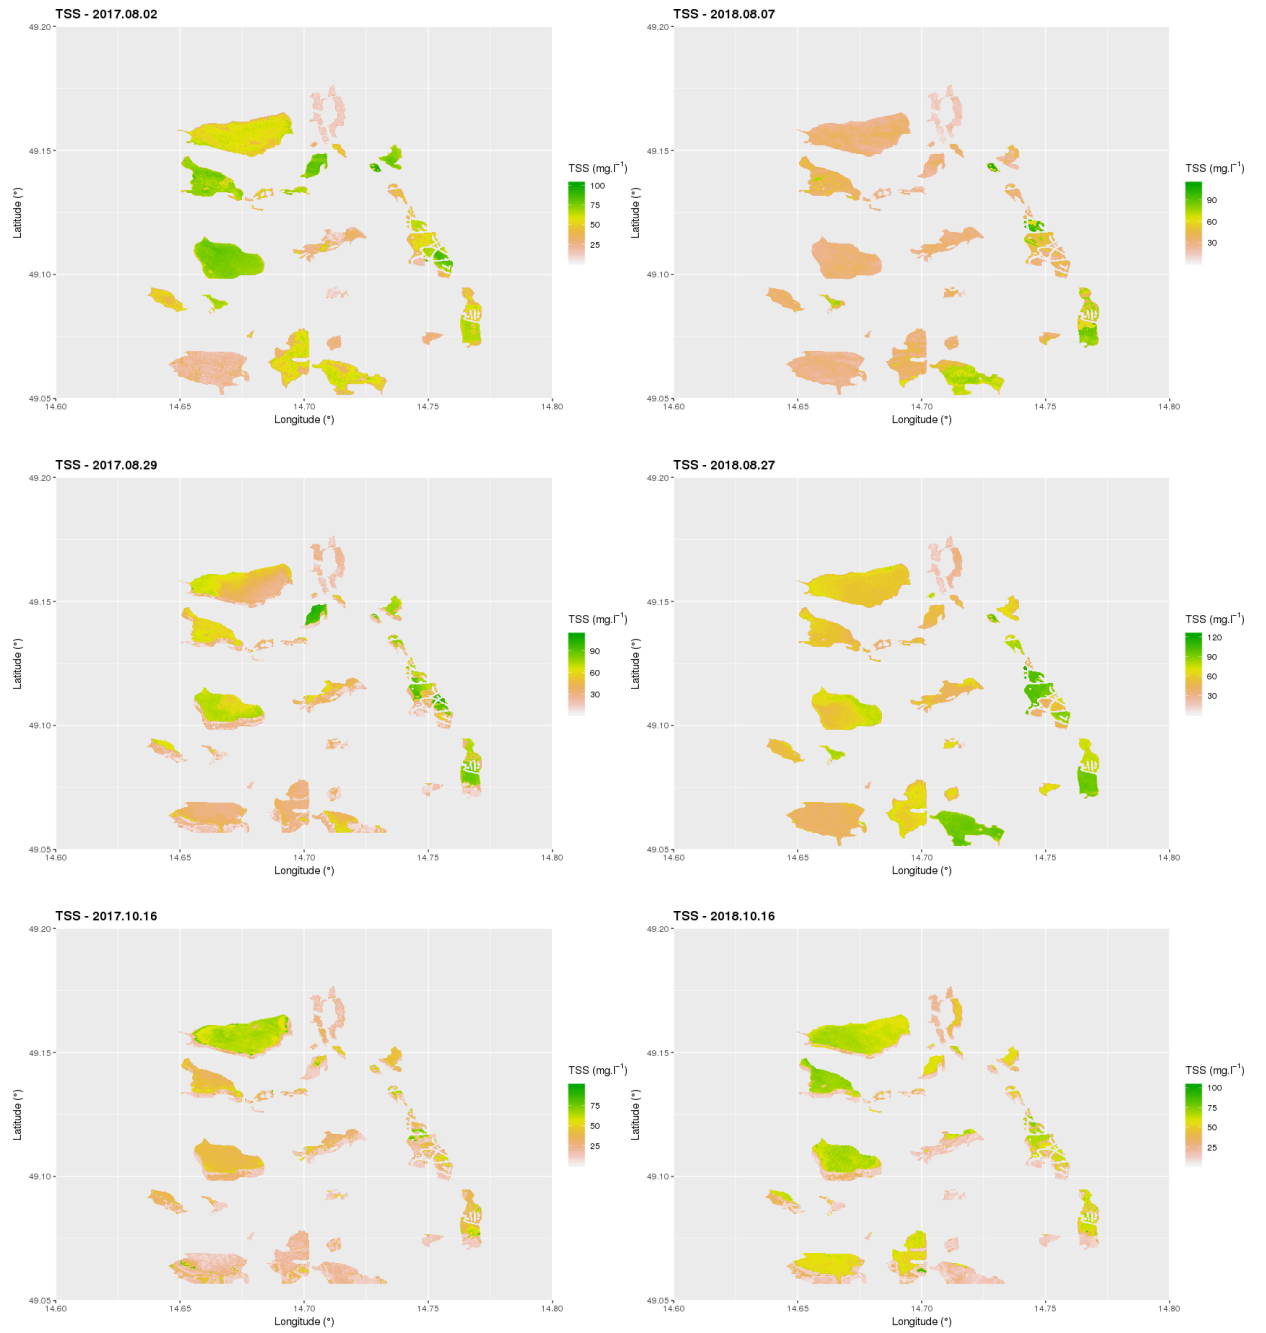 TSS - 2017.08.02
49.20
49.15
49.10
49.05
Latitude (°)
14.60 14.65 14.70 14.75 14.80
Longitude (°)
TSS (mg.l⁻¹)
100
75
50
25
TSS - 2018.08.07
49.20
49.15
49.10
49.05
Latitude (°)
14.60 14.65 14.70 14.75 14.80
Longitude (°)
TSS (mg.l⁻¹)
90
60
30
TSS - 2017.08.29
49.20
49.15
49.10
49.05
Latitude (°)
14.60 14.65 14.70 14.75 14.80
Longitude (°)
TSS (mg.l⁻¹)
90
60
30
TSS - 2018.08.27
49.20
49.15
49.10
49.05
Latitude (°)
14.60 14.65 14.70 14.75 14.80
Longitude (°)
TSS (mg.l⁻¹)
120
90
60
30
TSS - 2017.10.16
49.20
49.15
49.10
49.05
Latitude (°)
14.60 14.65 14.70 14.75 14.80
Longitude (°)
TSS (mg.l⁻¹)
75
50
25
TSS - 2018.10.16
49.20
49.15
49.10
49.05
Latitude (°)
14.60 14.65 14.70 14.75 14.80
Longitude (°)
TSS (mg.l⁻¹)
100
75
50
25